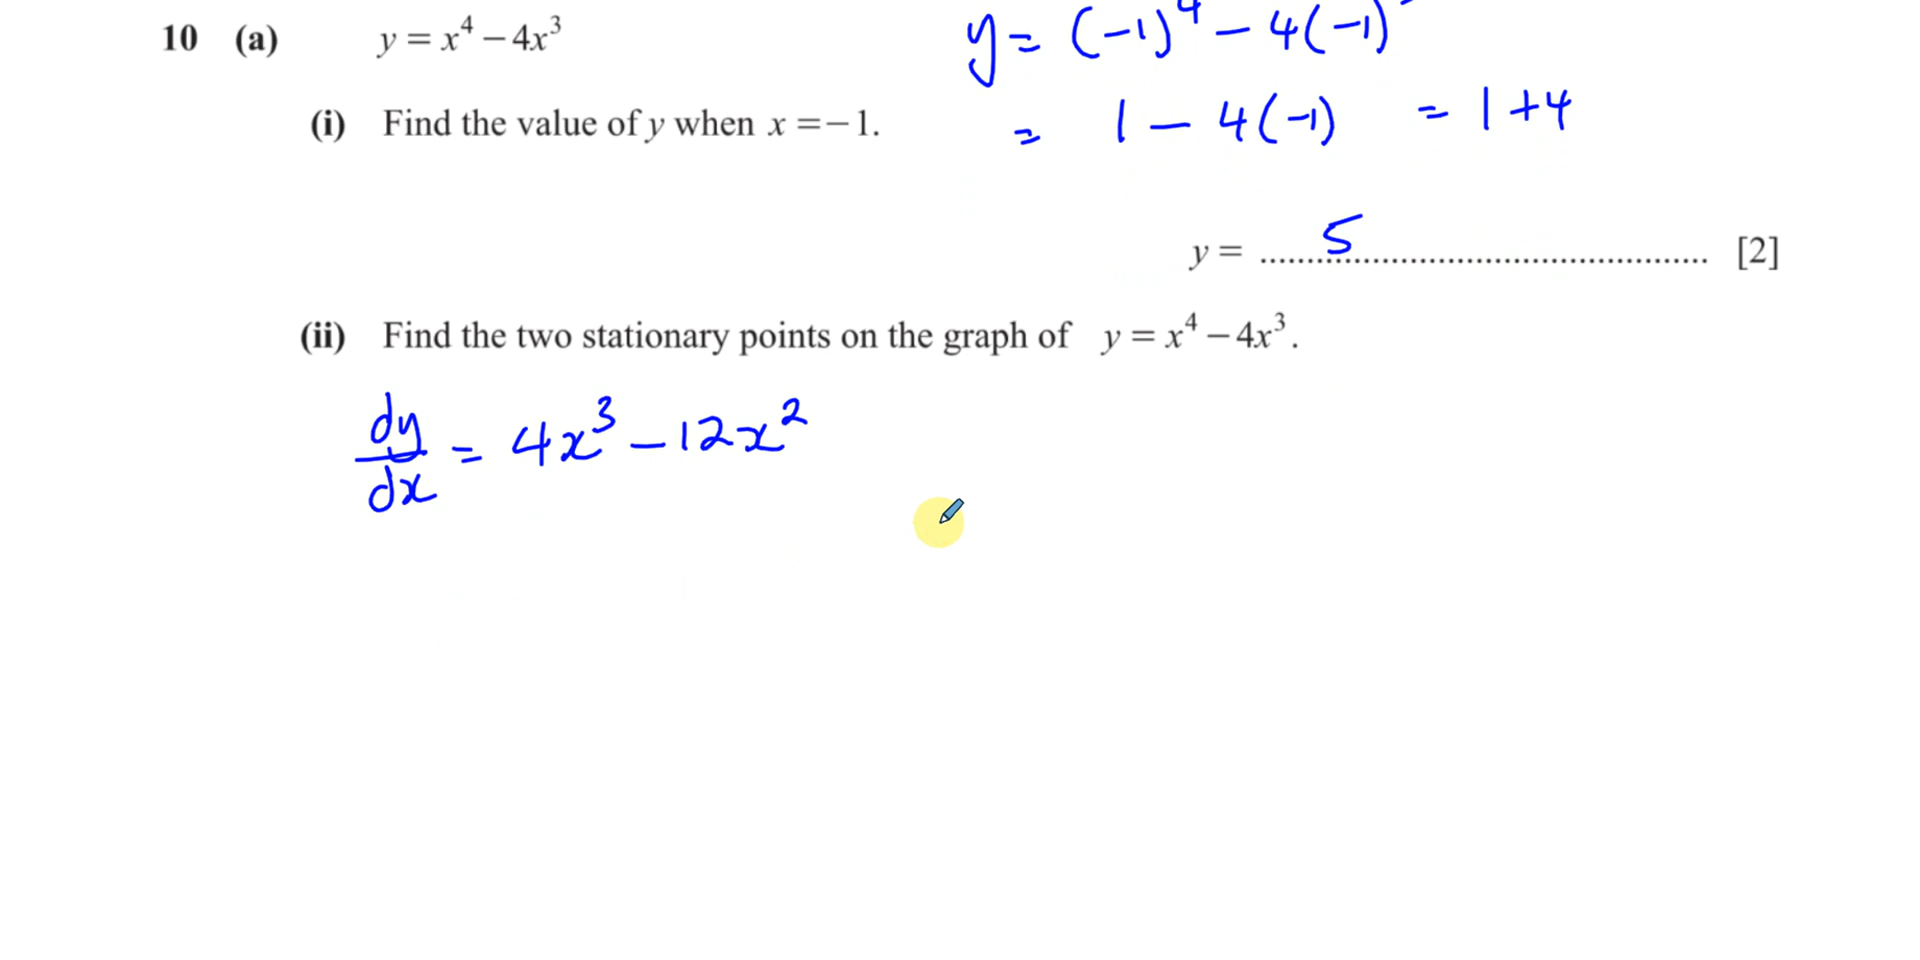 10 (a) y = x⁴ − 4x³
y = (−1)⁴ − 4(−1)
(i) Find the value of y when x = −1.
= 1 − 4(−1) = 1 + 4
y = 5 [2]
(ii) Find the two stationary points on the graph of y = x⁴ − 4x³.
dy/dx = 4x³ − 12x²